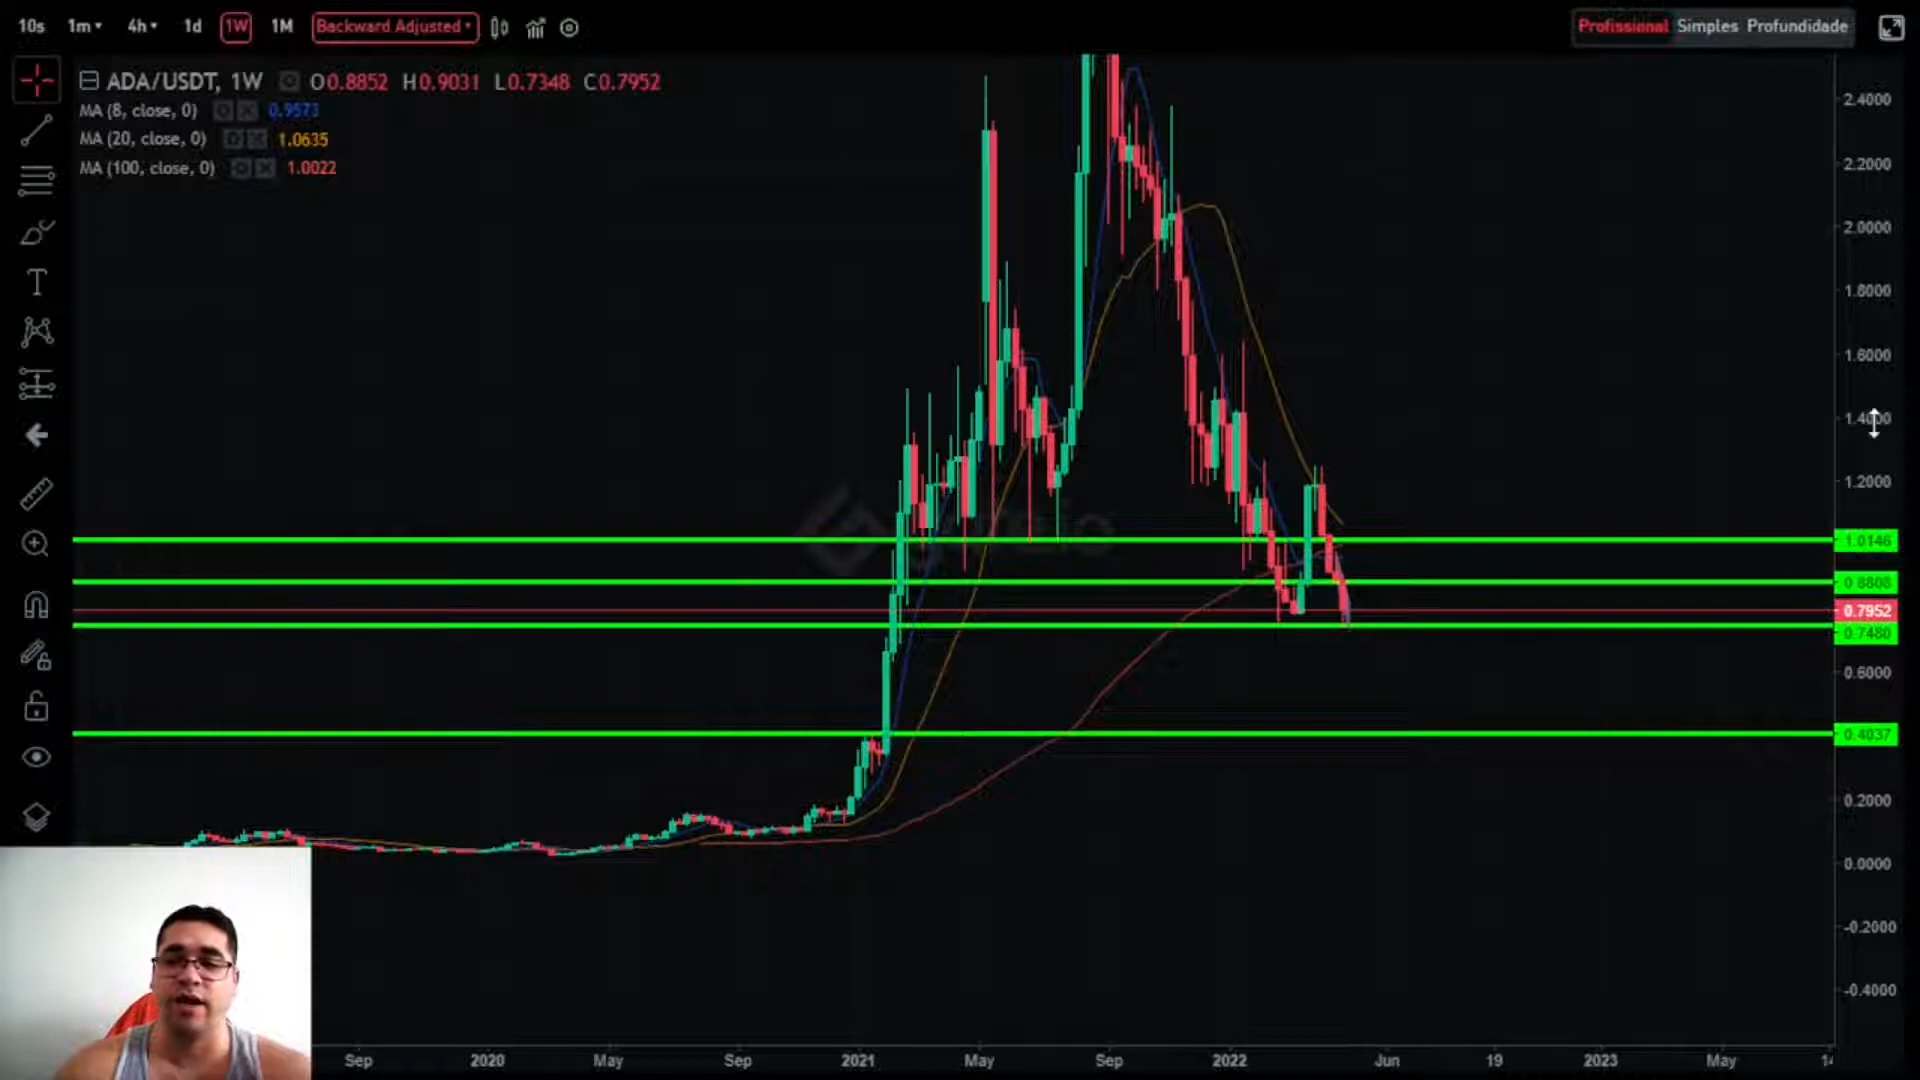 10s 1m 4h 1d 1W 1M Backward Adjusted Profissional Simples Profundidade
ADA/USDT, 1W O0.8852 H0.9031 L0.7348 C0.7952
MA (8, close, 0) 0.9573
MA (20, close, 0) 1.0635
MA (100, close, 0) 1.0022
2.4000
2.2000
2.0000
1.8000
1.6000
1.4000
1.2000
1.0146
0.8808
0.7952
0.7480
0.6000
0.4037
0.2000
0.0000
-0.2000
-0.4000
Sep 2020 May Sep 2021 May Sep 2022 Jun 19 2023 May 14